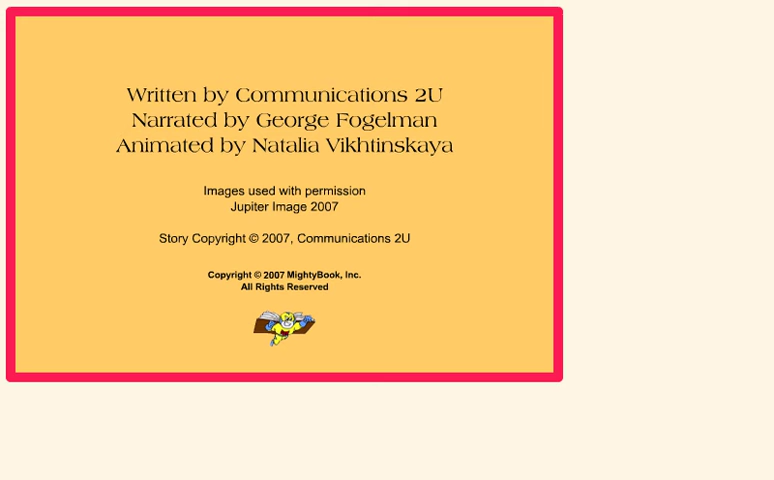 Written by Communications 2U
Narrated by George Fogelman
Animated by Natalia Vikhtinskaya
Images used with permission
Jupiter Image 2007
Story Copyright © 2007, Communications 2U
Copyright © 2007 MightyBook, Inc.
All Rights Reserved